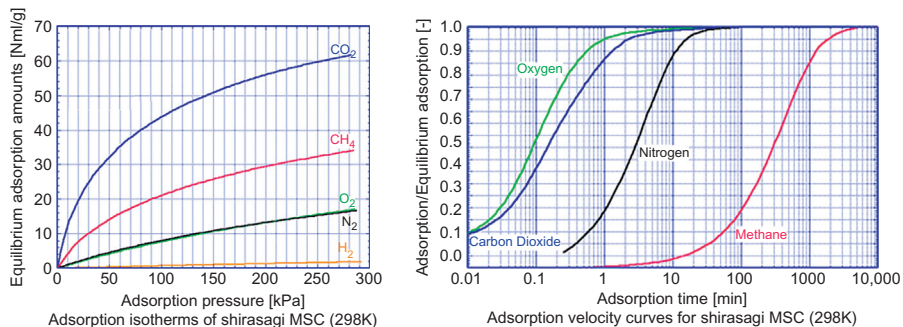 Equilibrium adsorption amounts [Nml/g]
70
60
50
40
30
20
10
0
CO2
CH4
O2
N2
H2
0 50 100 150 200 250 300
Adsorption pressure [kPa]
Adsorption isotherms of shirasagi MSC (298K)
Adsorption/Equilibrium adsorption [-]
1.0
0.9
0.8
0.7
0.6
0.5
0.4
0.3
0.2
0.1
0.0
Oxygen
Nitrogen
Carbon Dioxide
Methane
0.01 0.1 1 10 100 1000 10,000
Adsorption time [min]
Adsorption velocity curves for shirasagi MSC (298K)